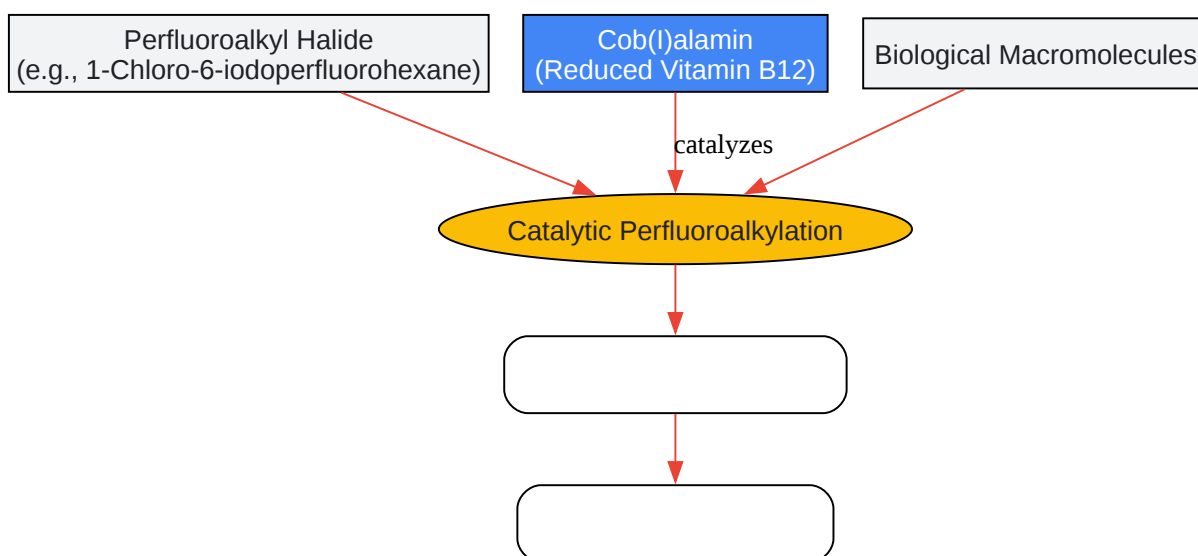 Perfluoroalkyl Halide
(e.g., 1-Chloro-6-iodoperfluorohexane)
Cob(I)alamin
(Reduced Vitamin B12)
Biological Macromolecules
catalyzes
Catalytic Perfluoroalkylation